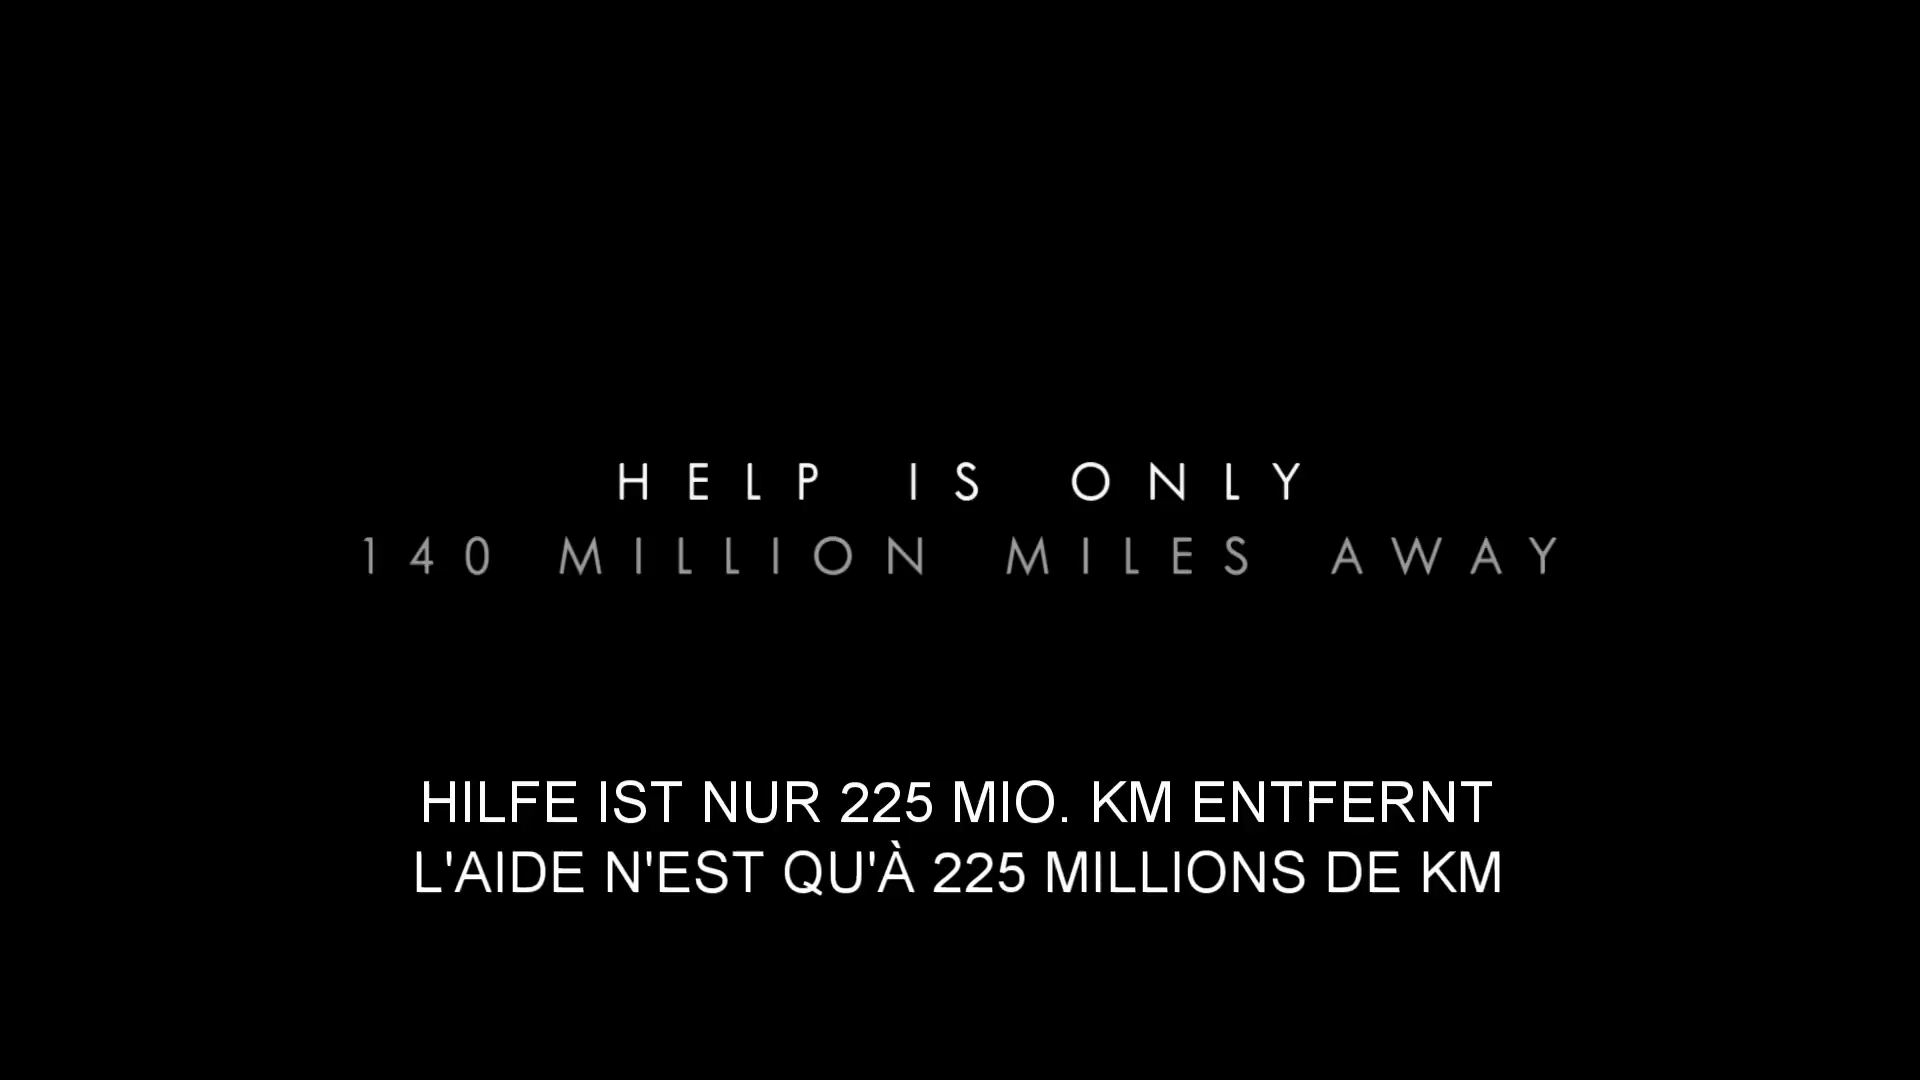 HELP IS ONLY
140 MILLION MILES AWAY
HILFE IST NUR 225 MIO. KM ENTFERNT
L'AIDE N'EST QU'À 225 MILLIONS DE KM